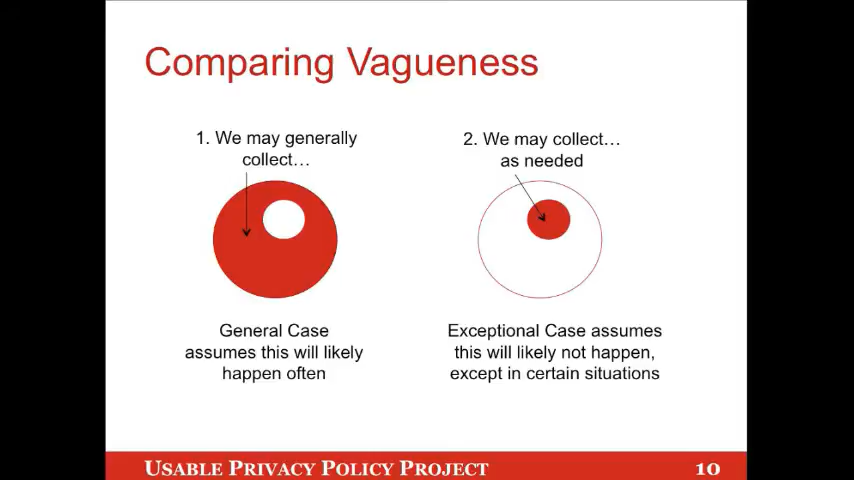 Comparing Vagueness
1. We may generally
collect…
2. We may collect…
as needed
General Case
assumes this will likely
happen often
Exceptional Case assumes
this will likely not happen,
except in certain situations
USABLE PRIVACY POLICY PROJECT
10